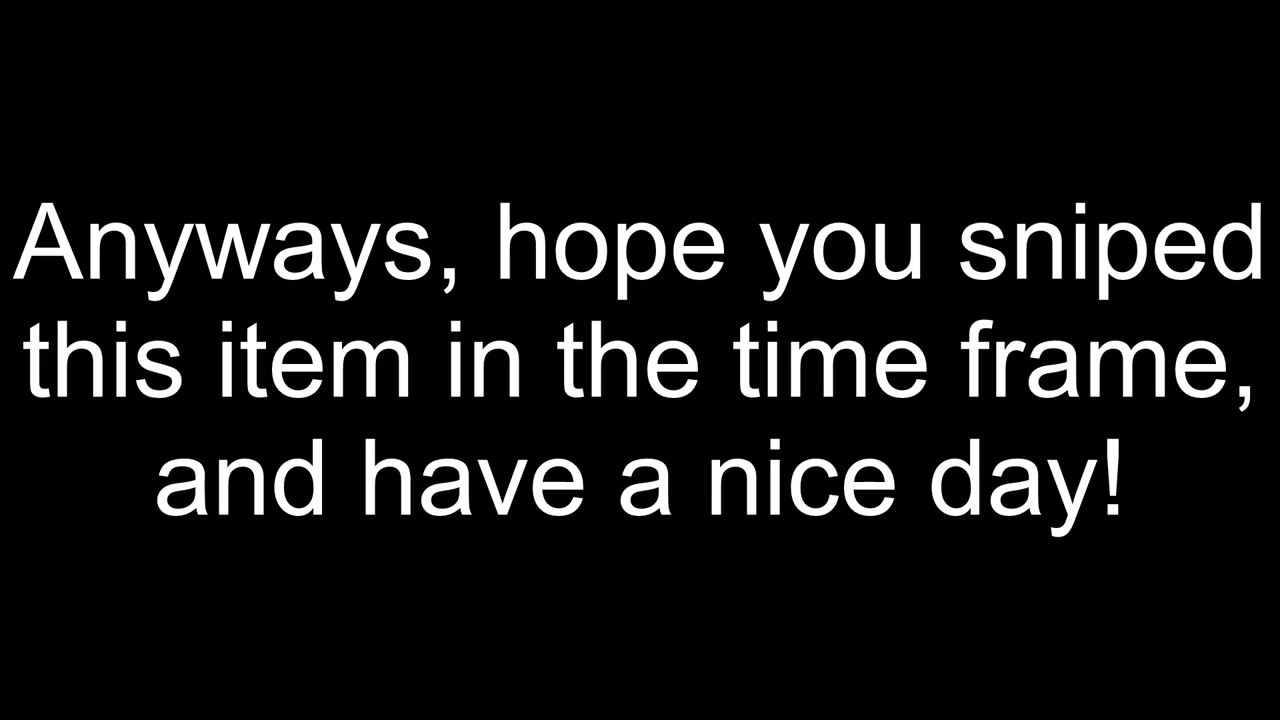 Anyways, hope you sniped
this item in the time frame,
and have a nice day!